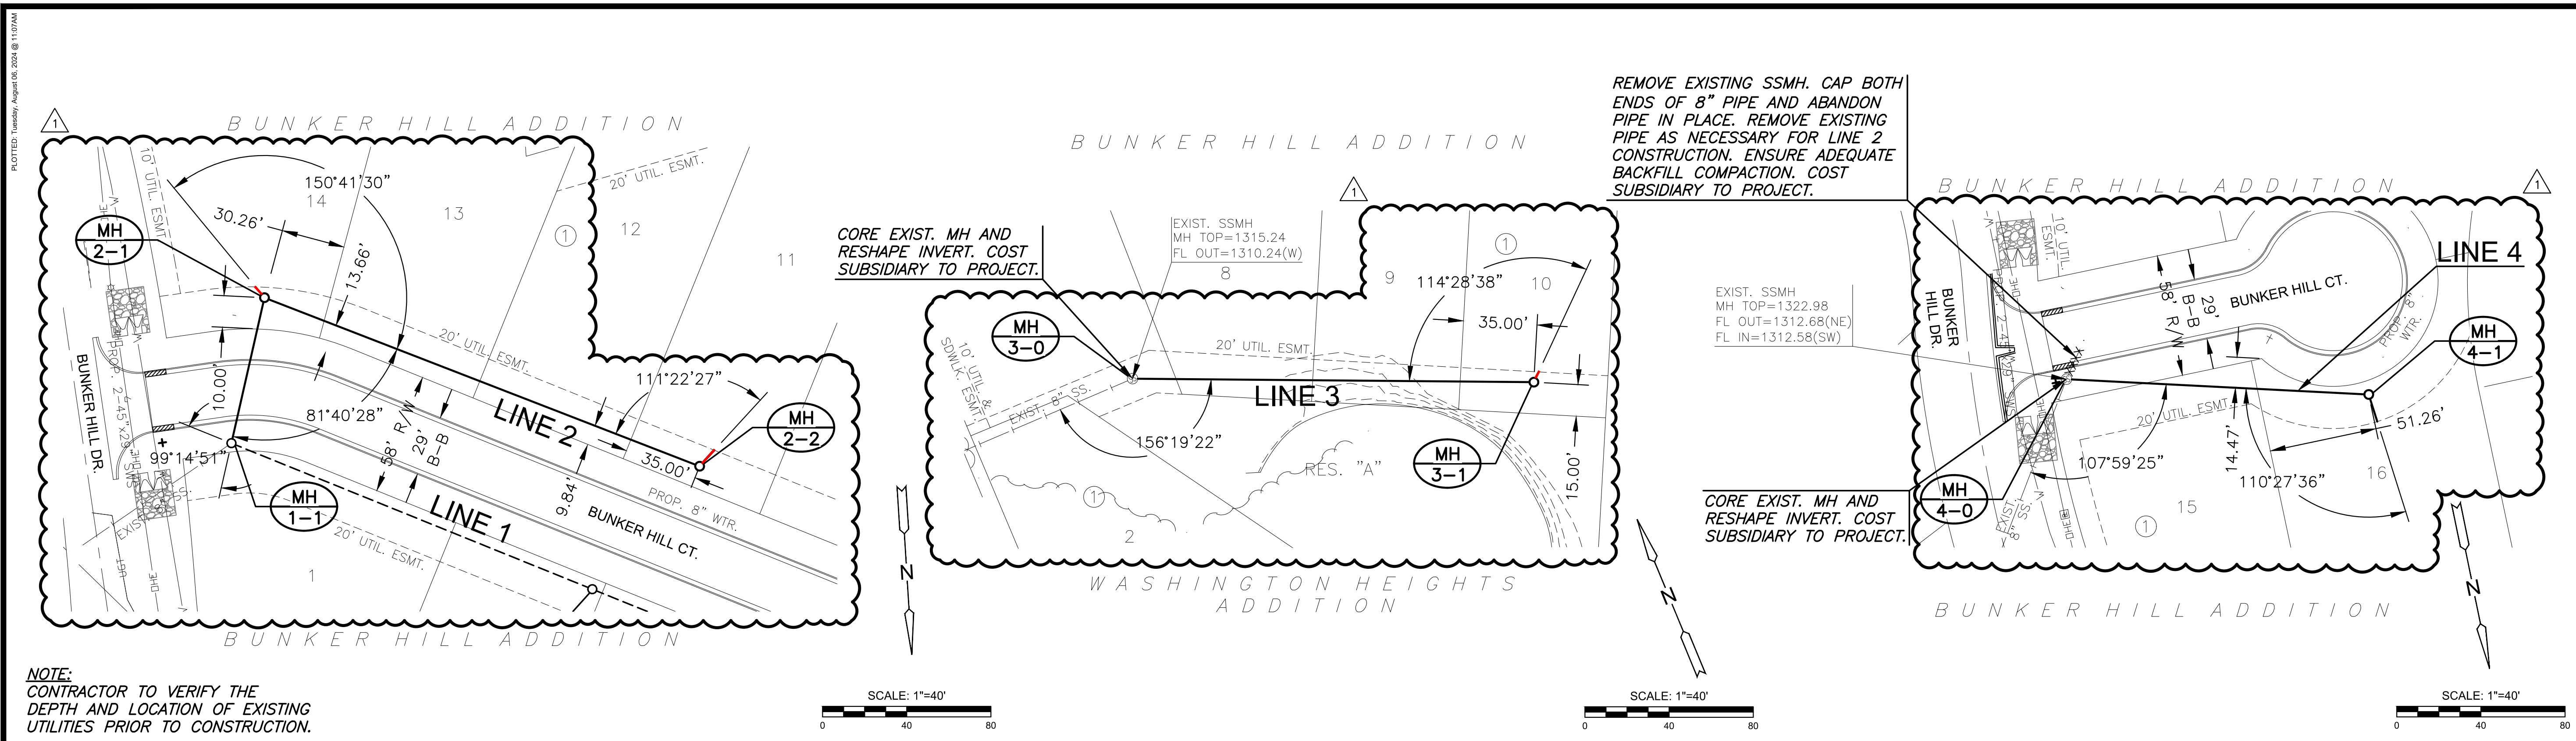 PLOTTED: Tuesday, August 06, 2024 @ 11:07AM
1
BUNKER HILL ADDITION
10' UTIL. ESMT.
150°41'30"
14
13
20' UTIL. ESMT.
12
1
11
30.26'
13.66'
MH
2-1
OHE
W
10.00'
BUNKER HILL DR.
PROP. 2-45"x29" SWS
81°40'28"
99°14'51"
20' UTIL. ESMT.
111°22'27"
MH
2-2
LINE 2
58' R/W
29' B-B
35.00'
9.84'
PROP. 8" WTR.
BUNKER HILL CT.
LINE 1
MH
1-1
20' UTIL. ESMT.
1
UGT
OHE
BUNKER HILL ADDITION
NOTE:
CONTRACTOR TO VERIFY THE
DEPTH AND LOCATION OF EXISTING
UTILITIES PRIOR TO CONSTRUCTION.
N
SCALE: 1"=40'
0 40 80
BUNKER HILL ADDITION
1
CORE EXIST. MH AND
RESHAPE INVERT. COST
SUBSIDIARY TO PROJECT.
EXIST. SSMH
MH TOP=1315.24
FL OUT=1310.24(W)
8
9
1
10
114°28'38"
35.00'
MH
3-0
20' UTIL. ESMT.
10' UTIL. &
SDWLK. ESMT.
EXIST. 8" SS.
LINE 3
156°19'22"
MH
3-1
RES. "A"
15.00'
1
2
WASHINGTON HEIGHTS
ADDITION
N
SCALE: 1"=40'
0 40 80
REMOVE EXISTING SSMH. CAP BOTH
ENDS OF 8" PIPE AND ABANDON
PIPE IN PLACE. REMOVE EXISTING
PIPE AS NECESSARY FOR LINE 2
CONSTRUCTION. ENSURE ADEQUATE
BACKFILL COMPACTION. COST
SUBSIDIARY TO PROJECT.
BUNKER HILL ADDITION
1
10' UTIL.
ESMT.
OHE
LINE 4
58' R/W
29'
B-B
BUNKER HILL CT.
BUNKER
HILL DR.
PROP. 8"
WTR.
EXIST. SSMH
MH TOP=1322.98
FL OUT=1312.68(NE)
FL IN=1312.58(SW)
MH
4-1
20' UTIL. ESMT.
51.26'
14.47'
107°59'25"
110°27'36"
16
15
1
MH
4-0
EXIST.
8" SS.
OHE
CORE EXIST. MH AND
RESHAPE INVERT. COST
SUBSIDIARY TO PROJECT.
BUNKER HILL ADDITION
N
SCALE: 1"=40'
0 40 80